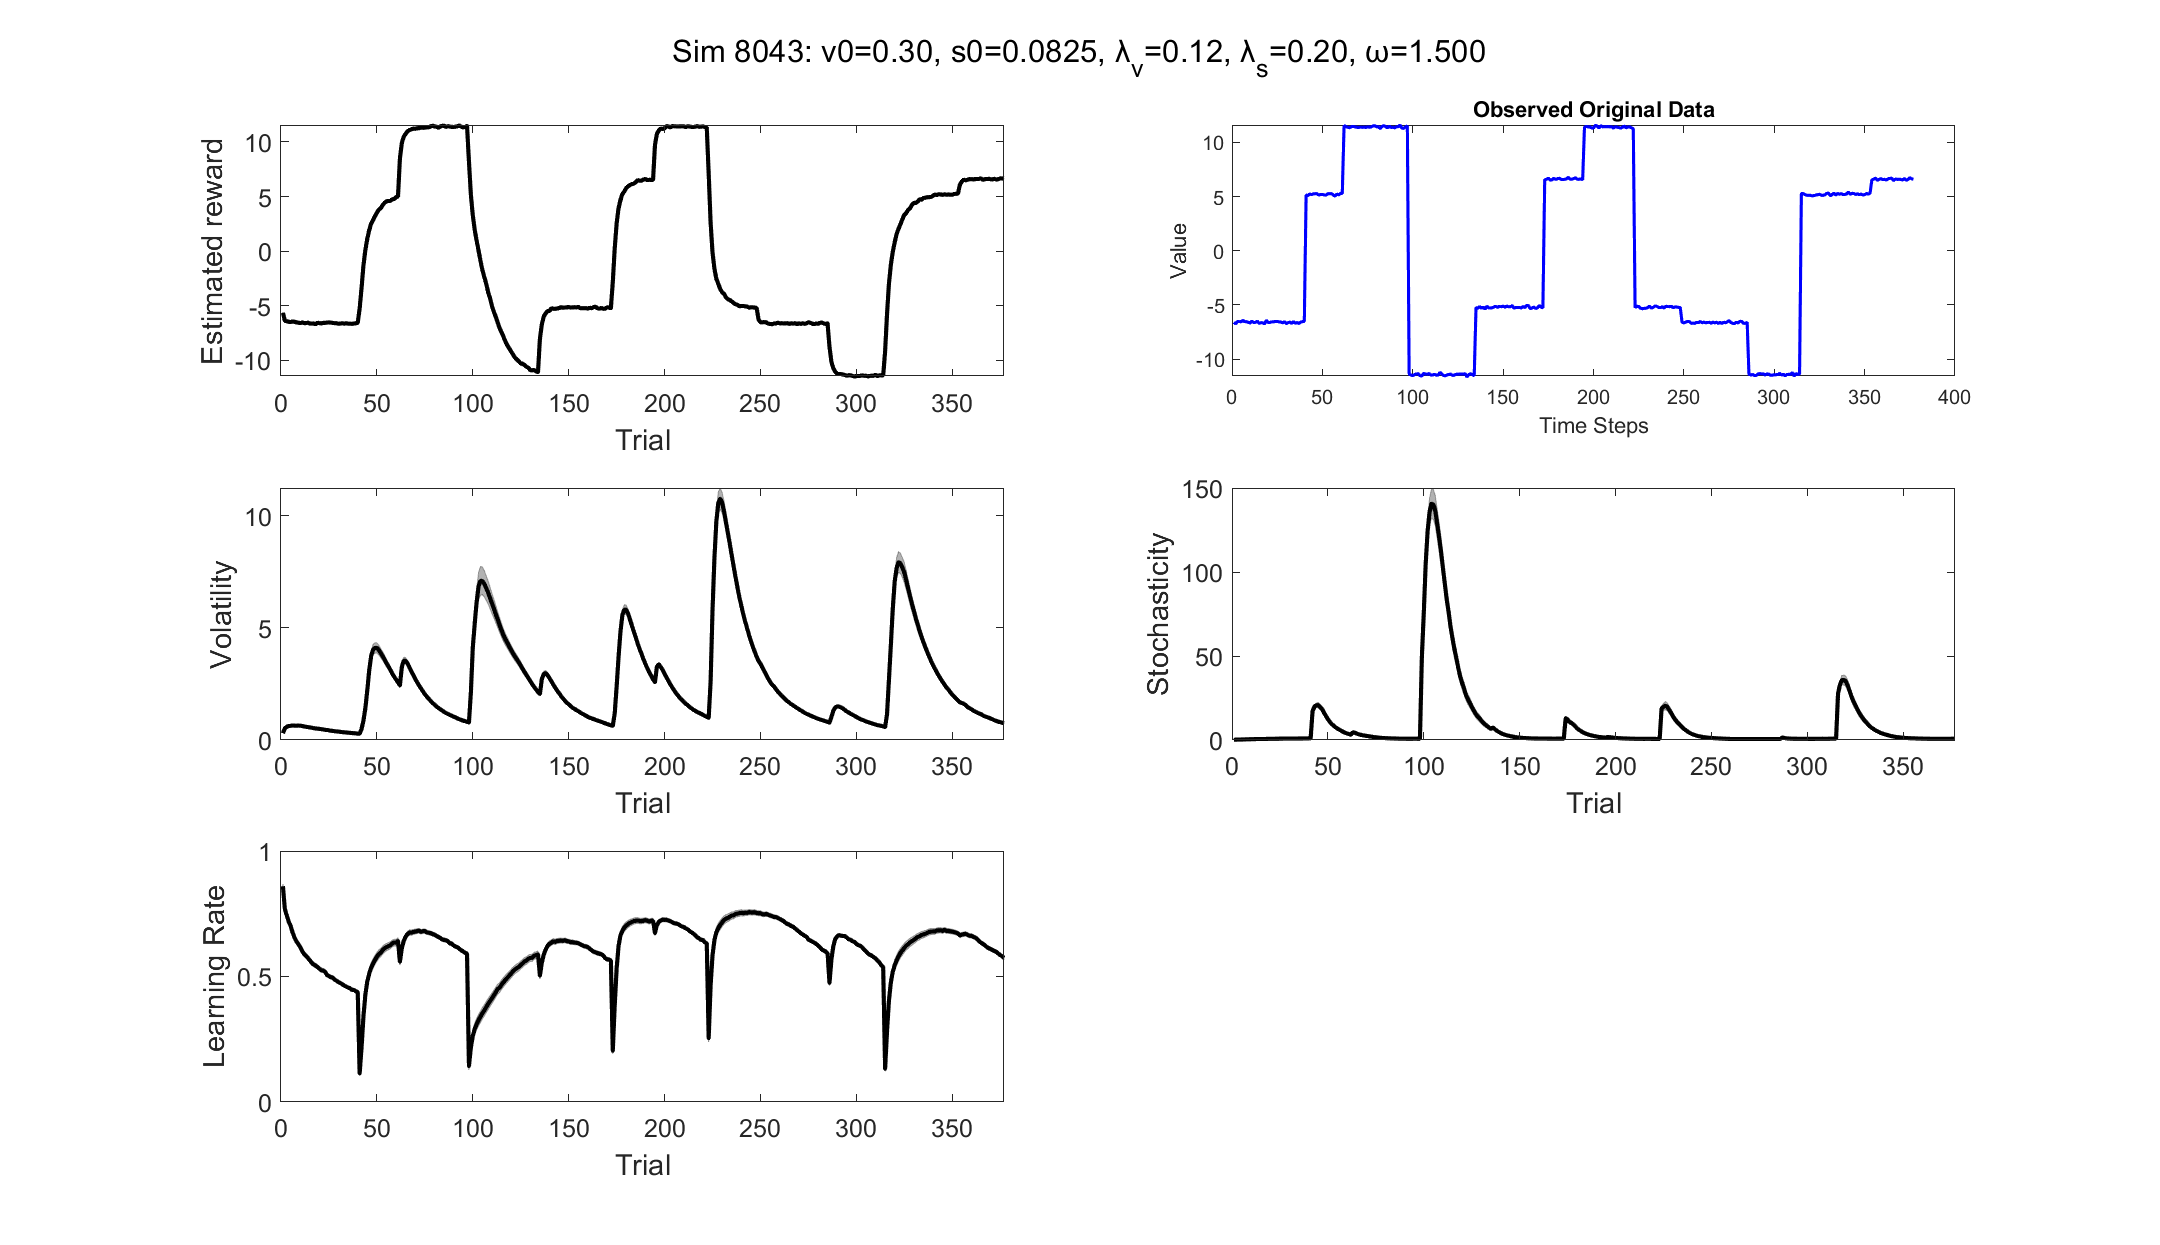 Sim 8043: v0=0.30, s0=0.0825, λv=0.12, λs=0.20, ω=1.500
Estimated reward
10
5
0
-5
-10
0 50 100 150 200 250 300 350
Trial
Observed Original Data
Value
10
5
0
-5
-10
0 50 100 150 200 250 300 350 400
Time Steps
Volatility
10
5
0
0 50 100 150 200 250 300 350
Trial
Stochasticity
150
100
50
0
0 50 100 150 200 250 300 350
Trial
Learning Rate
1
0.5
0
0 50 100 150 200 250 300 350
Trial